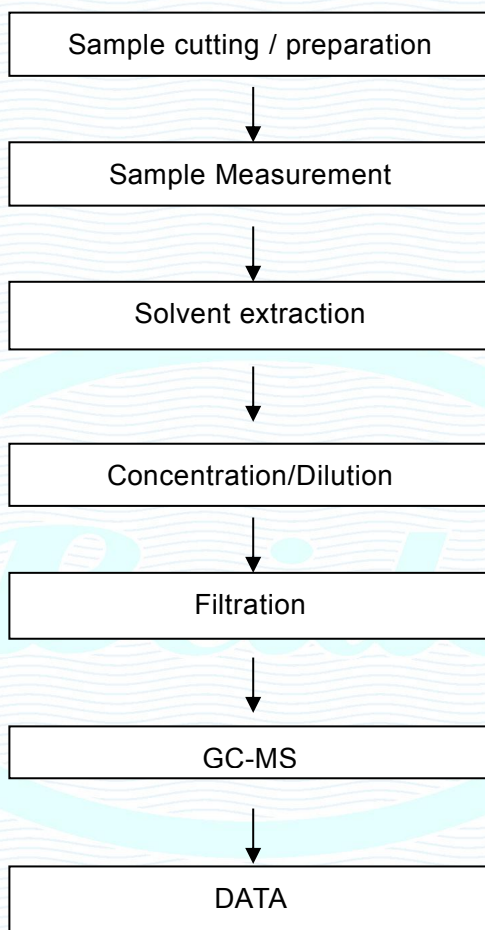 Sample cutting / preparation
Sample Measurement
Solvent extraction
Concentration/Dilution
Filtration
GC-MS
DATA